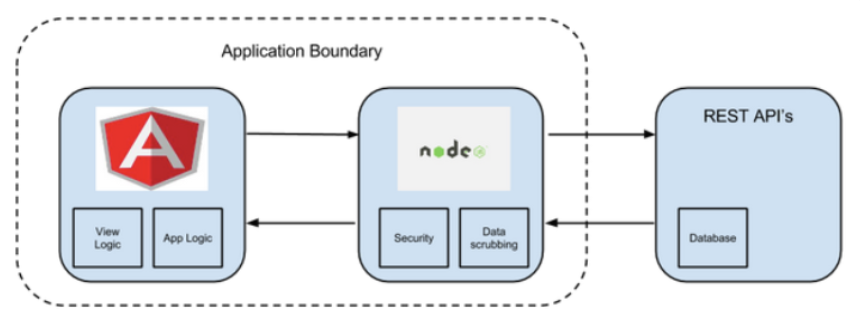 Application Boundary
A
node
REST API's
View
Logic
App Logic
Security
Data
scrubbing
Database